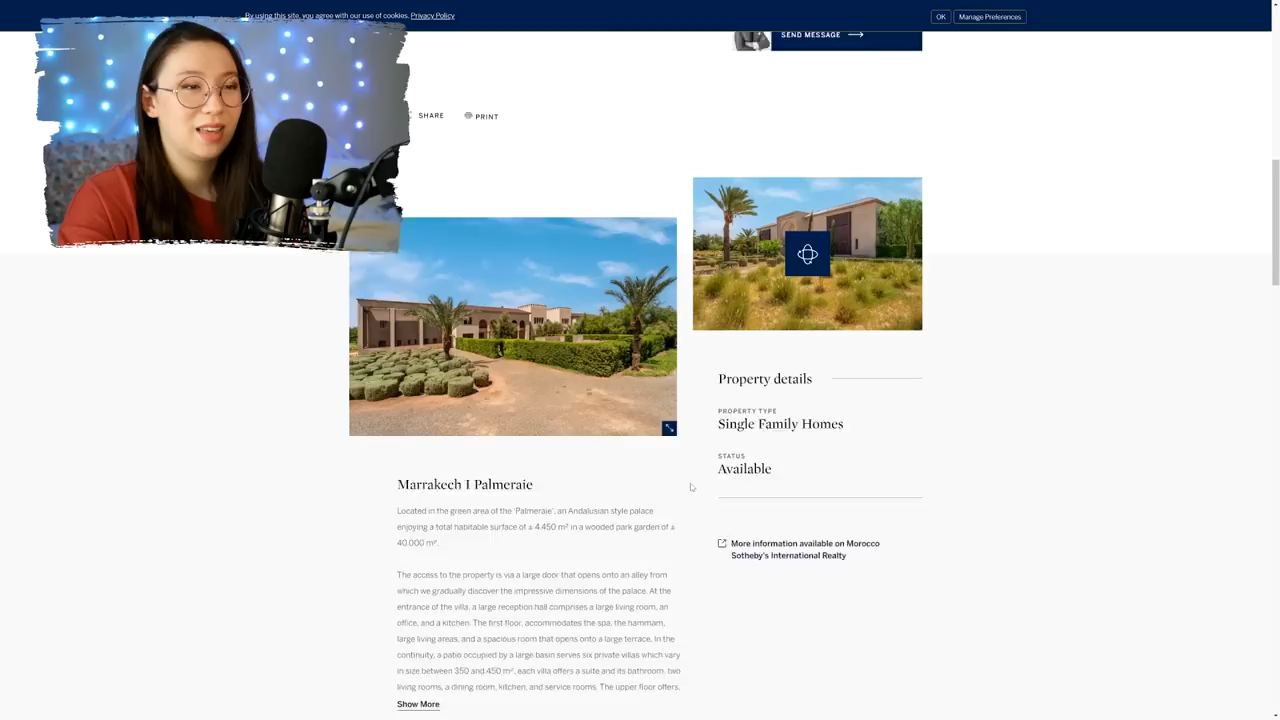 By using this site, you agree with our use of cookies. Privacy Policy
OK
Manage Preferences
SEND MESSAGE
SHARE
PRINT
Property details
PROPERTY TYPE
Single Family Homes
STATUS
Available
More information available on Morocco
Sotheby's International Realty
Marrakech I Palmeraie
Located in the green area of the 'Palmeraie', an Andalusian style palace
enjoying a total habitable surface of ± 4.450 m² in a wooded park garden of ±
40.000 m².
The access to the property is via a large door that opens onto an alley from
which we gradually discover the impressive dimensions of the palace. At the
entrance of the villa, a large reception hall comprises a large living room, an
office, and a kitchen. The first floor, accommodates the spa, the hammam,
large living areas, and a spacious room that opens onto a large terrace. In the
continuity, a patio occupied by a large basin serves six private villas which vary
in size between 350 and 450 m², each villa offers a suite and its bathroom, two
living rooms, a dining room, kitchen, and service rooms. The upper floor offers,
Show More